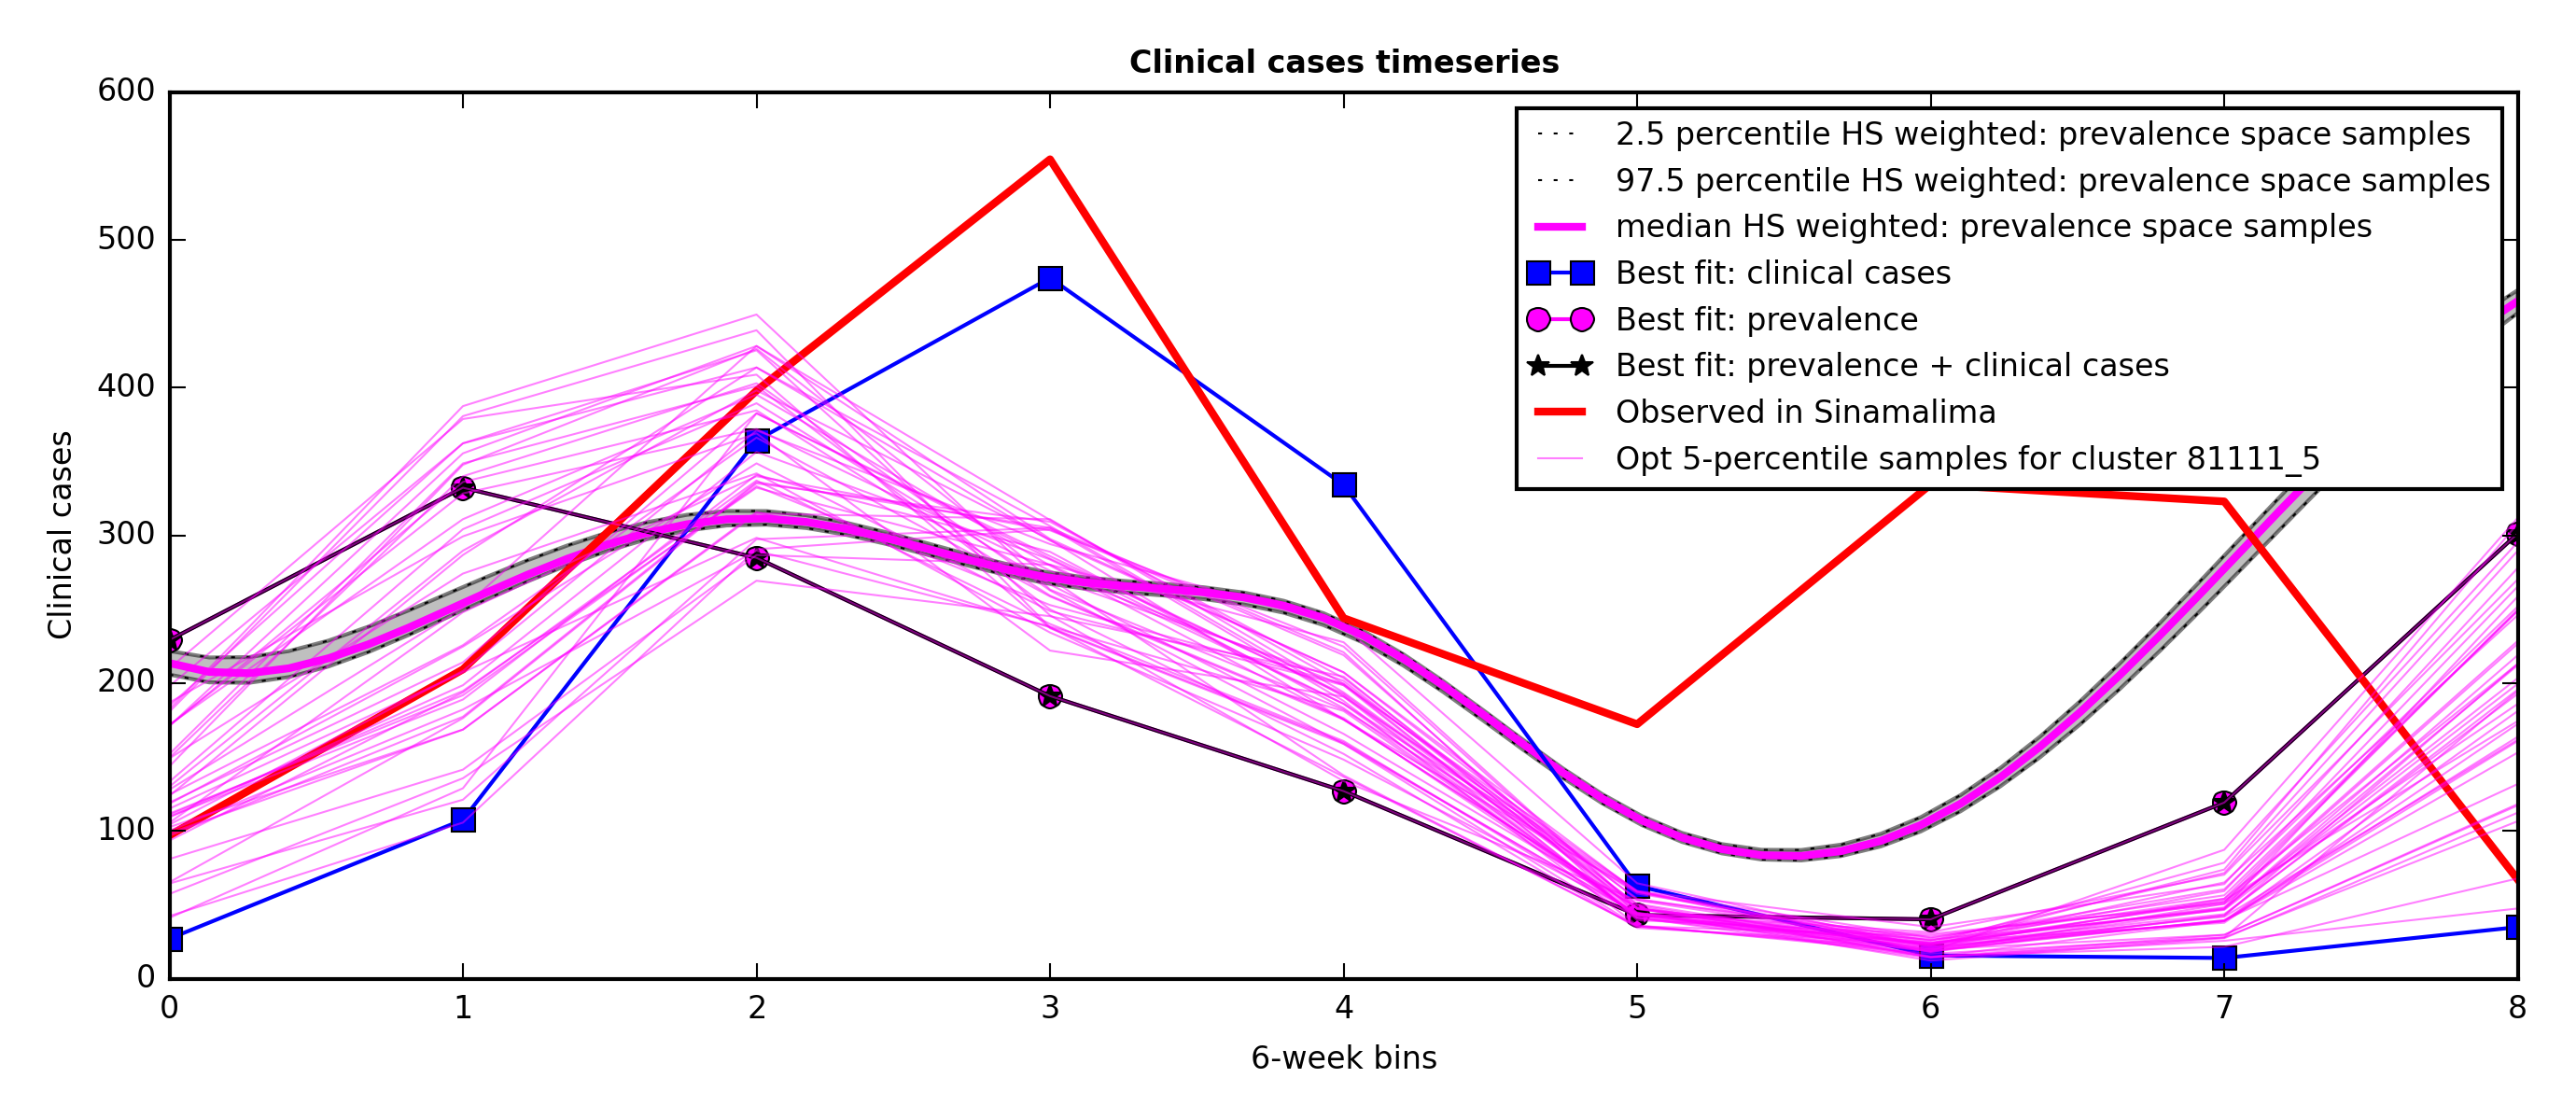 Clinical cases timeseries
600
500
400
300
200
100
0
Clinical cases
2.5 percentile HS weighted: prevalence space samples
97.5 percentile HS weighted: prevalence space samples
median HS weighted: prevalence space samples
Best fit: clinical cases
Best fit: prevalence
Best fit: prevalence + clinical cases
Observed in Sinamalima
Opt 5-percentile samples for cluster 81111_5
0 1 2 3 4 5 6 7 8
6-week bins